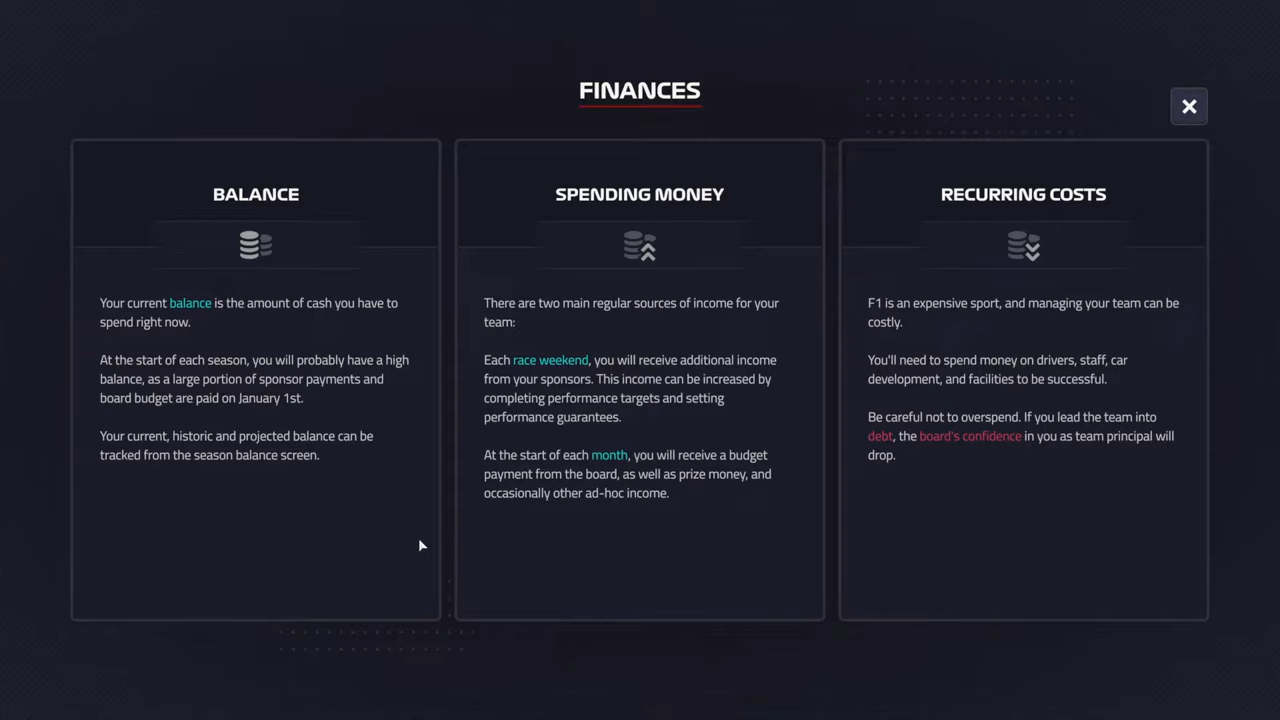 FINANCES
BALANCE
Your current balance is the amount of cash you have to
spend right now.
At the start of each season, you will probably have a high
balance, as a large portion of sponsor payments and
board budget are paid on January 1st.
Your current, historic and projected balance can be
tracked from the season balance screen.
SPENDING MONEY
There are two main regular sources of income for your
team:
Each race weekend, you will receive additional income
from your sponsors. This income can be increased by
completing performance targets and setting
performance guarantees.
At the start of each month, you will receive a budget
payment from the board, as well as prize money, and
occasionally other ad-hoc income.
RECURRING COSTS
F1 is an expensive sport, and managing your team can be
costly.
You'll need to spend money on drivers, staff, car
development, and facilities to be successful.
Be careful not to overspend. If you lead the team into
debt, the board's confidence in you as team principal will
drop.